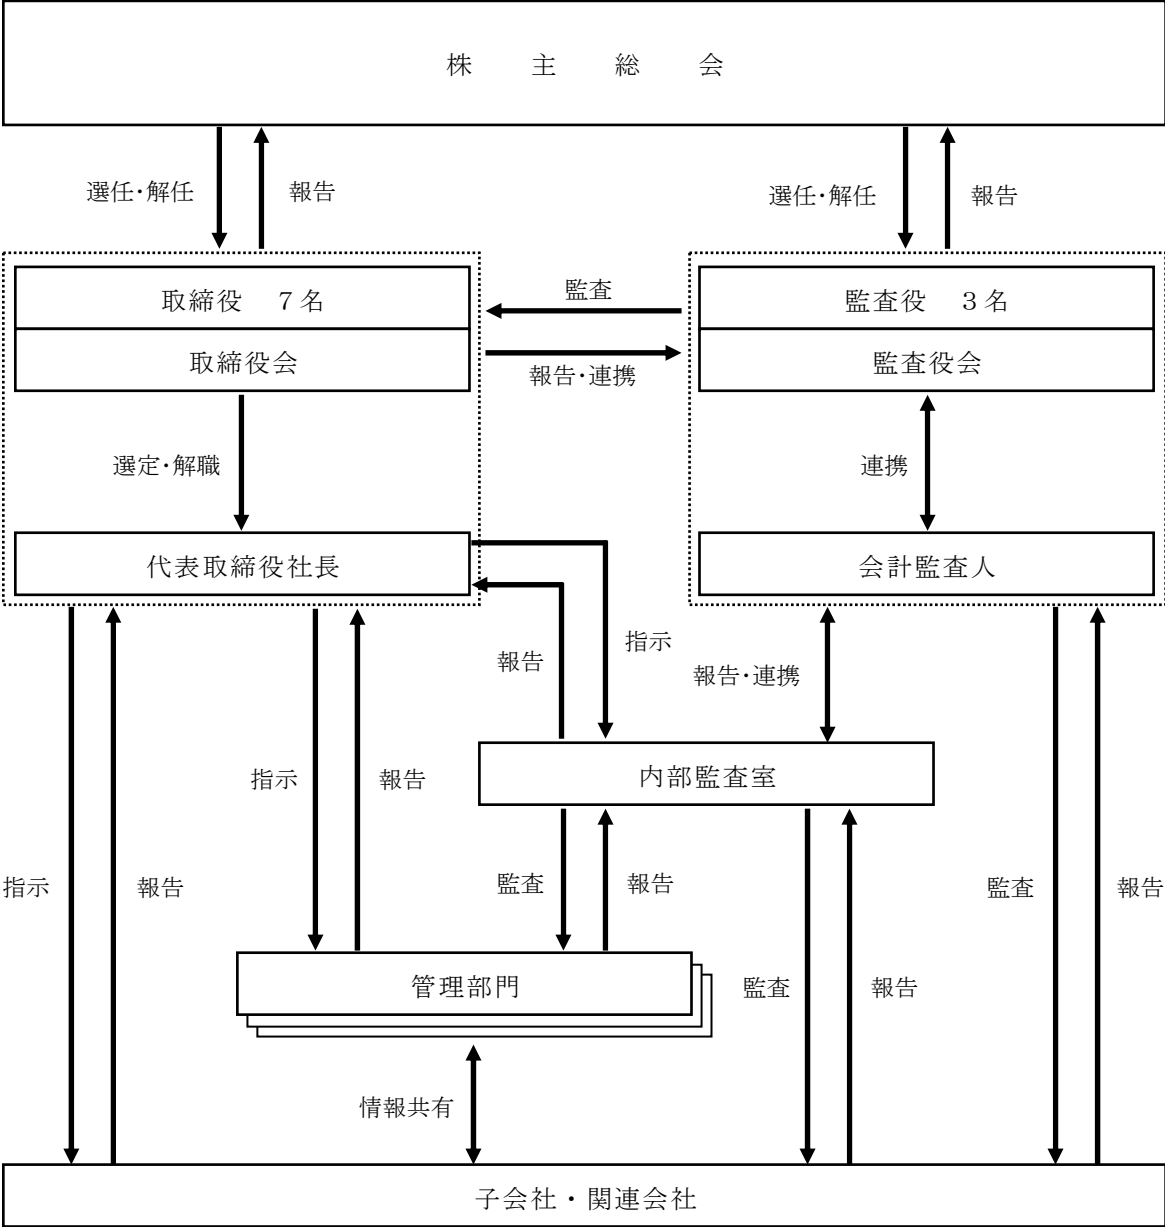 株　主　総　会
選任・解任
報告
選任・解任
報告
取締役　７名
取締役会
監査
報告・連携
監査役　３名
監査役会
選定・解職
連携
代表取締役社長
会計監査人
報告
指示
報告・連携
内部監査室
指示
報告
監査
報告
指示
報告
監査
報告
管理部門
監査
報告
情報共有
子会社・関連会社